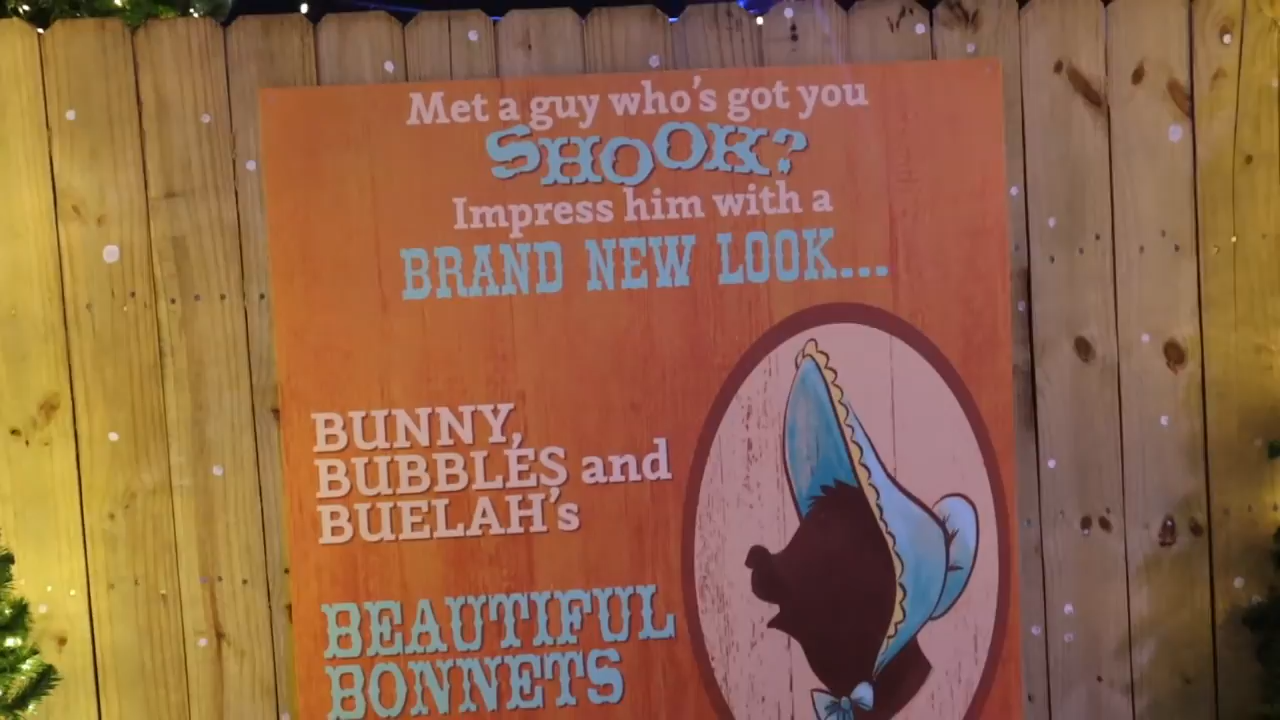 Met a guy who's got you
SHOOK?
Impress him with a
BRAND NEW LOOK...
BUNNY,
BUBBLES and
BUELAH's
BEAUTIFUL
BONNETS